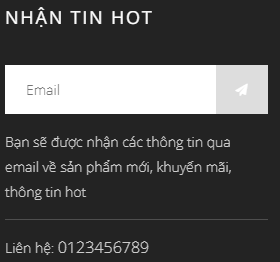 NHẬN TIN HOT
Email
Bạn sẽ được nhận các thông tin qua
email về sản phẩm mới, khuyến mãi,
thông tin hot
Liên hệ: 0123456789